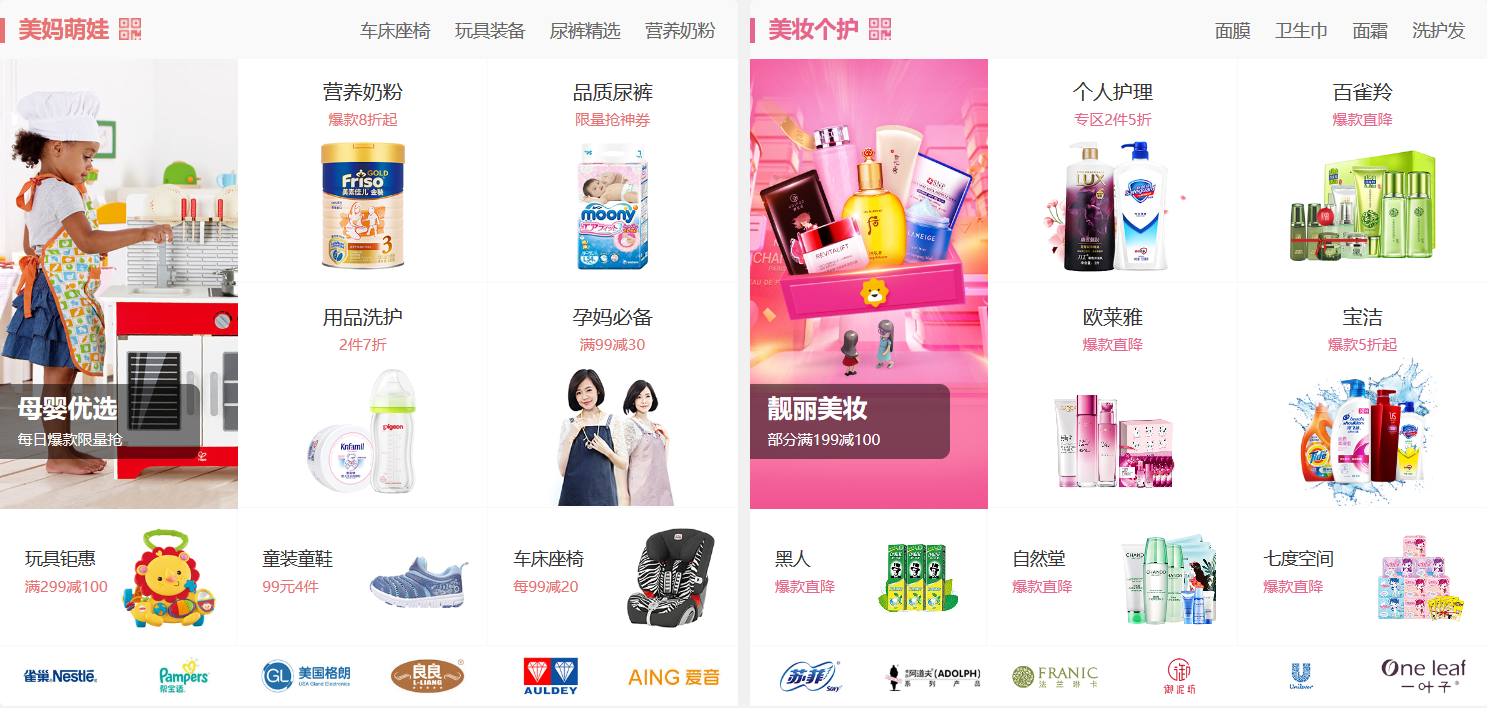 美妈萌娃
车床座椅 玩具装备 尿裤精选 营养奶粉
营养奶粉
爆款8折起
GOLD
Friso
美素佳儿 金装
3
品质尿裤
限量抢神券
moony
母婴优选
每日爆款限量抢
用品洗护
2件7折
Knfumil
pigeon
孕妈必备
满99减30
玩具钜惠
满299减100
童装童鞋
99元4件
车床座椅
每99减20
雀巢 Nestlé
Pampers
帮宝适
GL 美国格朗
USA Gland Electronics
良良
L-LIANG
AULDEY
AING 爱音
美妆个护
面膜 卫生巾 面霜 洗护发
REVITALIFT
LANEIGE
SNP
靓丽美妆
部分满199减100
个人护理
专区2件5折
LUX
Safeguard
百雀羚
爆款直降
欧莱雅
爆款直降
宝洁
爆款5折起
Tide
head & shoulders
黑人
爆款直降
自然堂
爆款直降
CHANDO
七度空间
爆款直降
苏菲
Sofy
阿道夫 (ADOLPH)
系列产品
FRANIC
法兰琳卡
御泥坊
Unilever
One leaf
一叶子